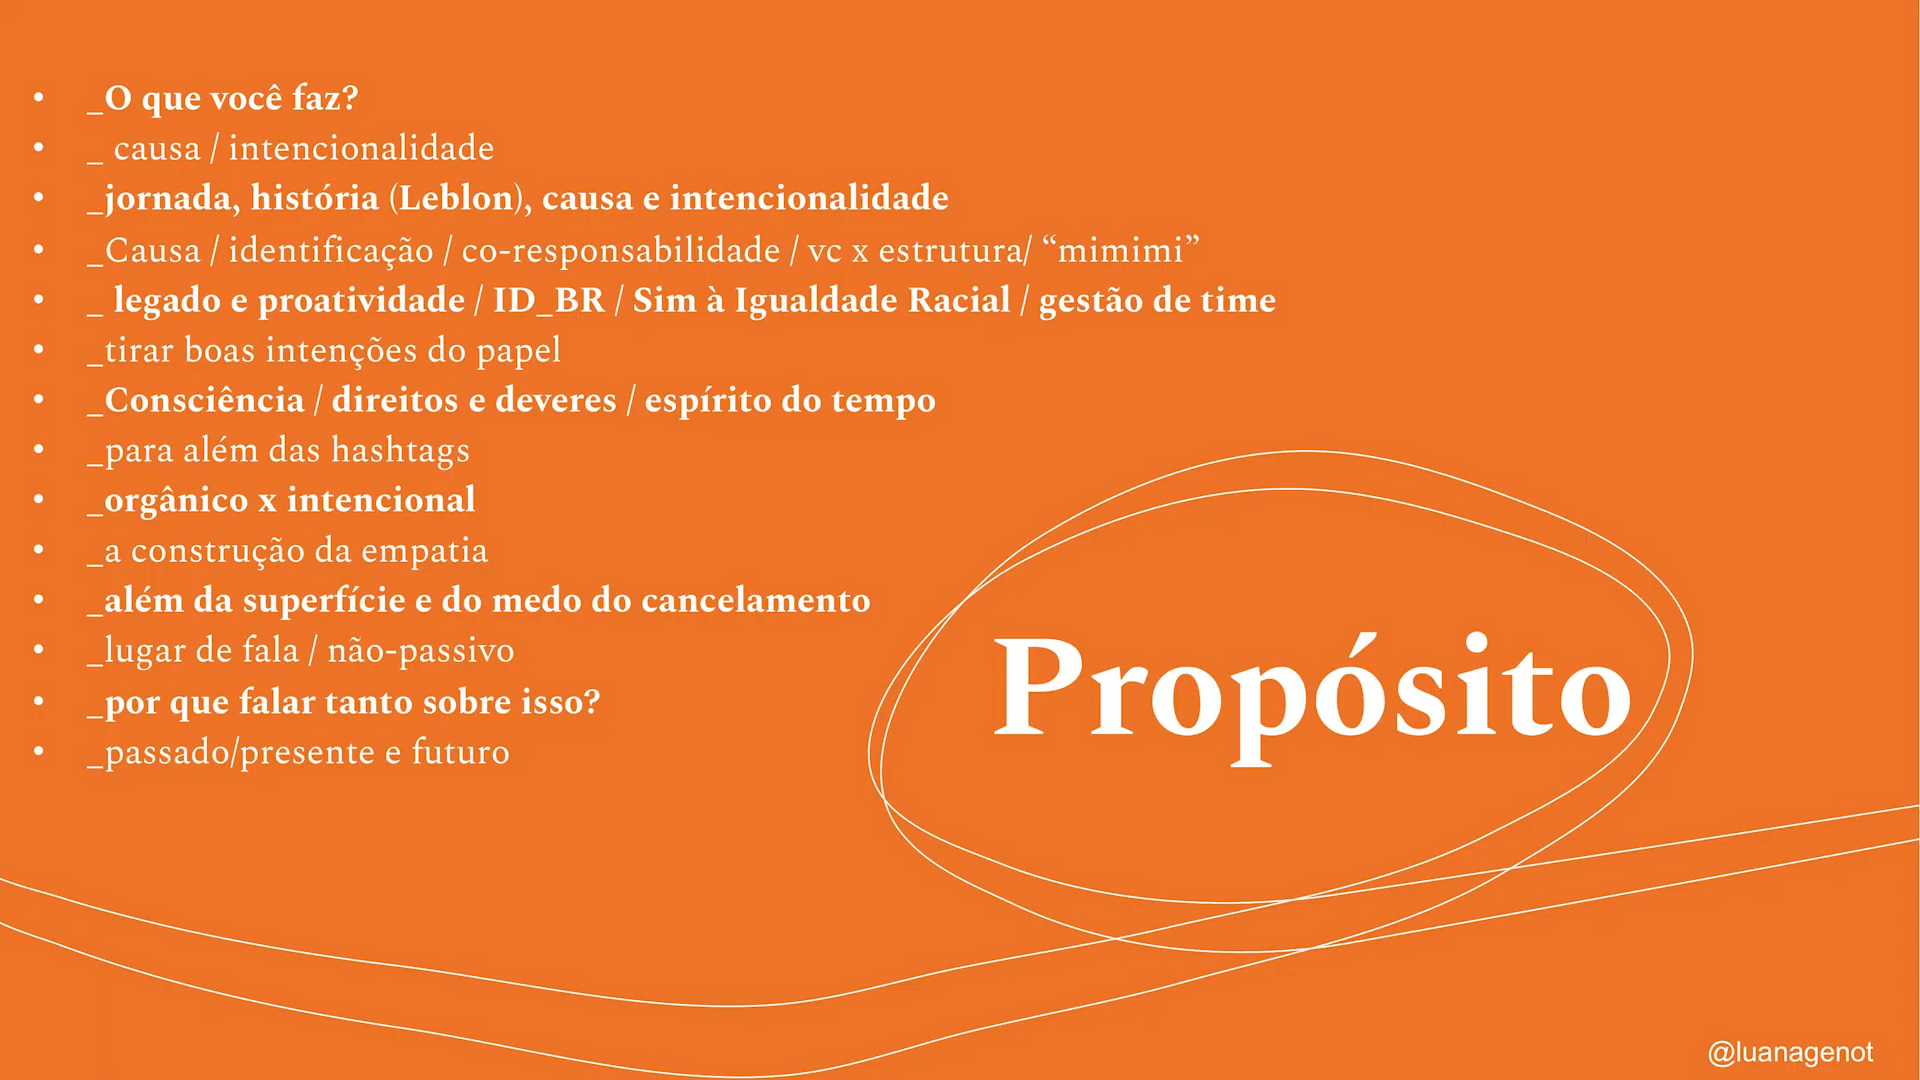 • _O que você faz?
• _ causa / intencionalidade
• _jornada, história (Leblon), causa e intencionalidade
• _Causa / identificação / co-responsabilidade / vc x estrutura/ “mimimi”
• _ legado e proatividade / ID_BR / Sim à Igualdade Racial / gestão de time
• _tirar boas intenções do papel
• _Consciência / direitos e deveres / espírito do tempo
• _para além das hashtags
• _orgânico x intencional
• _a construção da empatia
• _além da superfície e do medo do cancelamento
• _lugar de fala / não-passivo
• _por que falar tanto sobre isso?
• _passado/presente e futuro
Propósito
@luanagenot